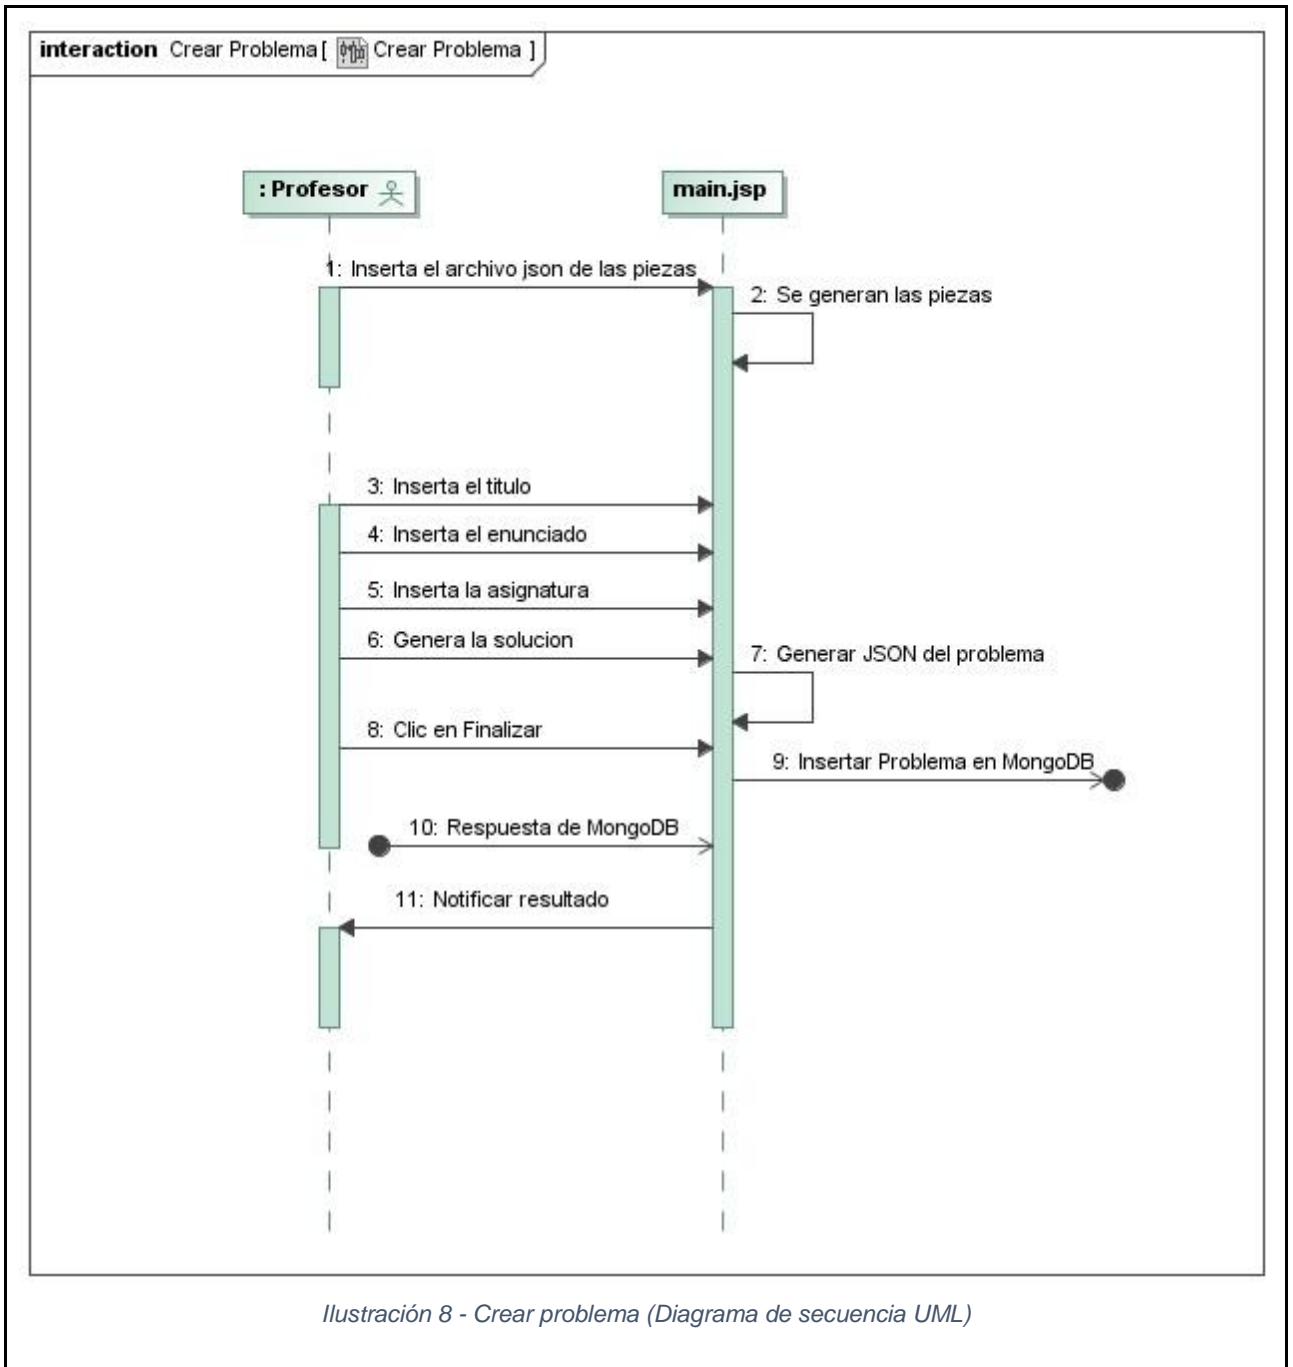 interaction Crear Problema [ Crear Problema ]
: Profesor
main.jsp
1: Inserta el archivo json de las piezas
2: Se generan las piezas
3: Inserta el titulo
4: Inserta el enunciado
5: Inserta la asignatura
6: Genera la solucion
7: Generar JSON del problema
8: Clic en Finalizar
9: Insertar Problema en MongoDB
10: Respuesta de MongoDB
11: Notificar resultado
Ilustración 8 - Crear problema (Diagrama de secuencia UML)